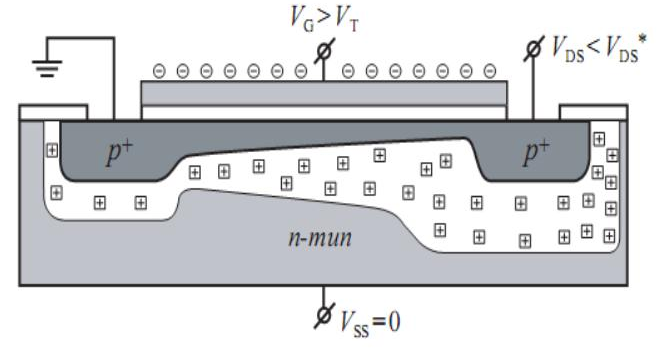 V_G>V_T
V_DS<V_DS*
p+
p+
n-mun
V_SS=0